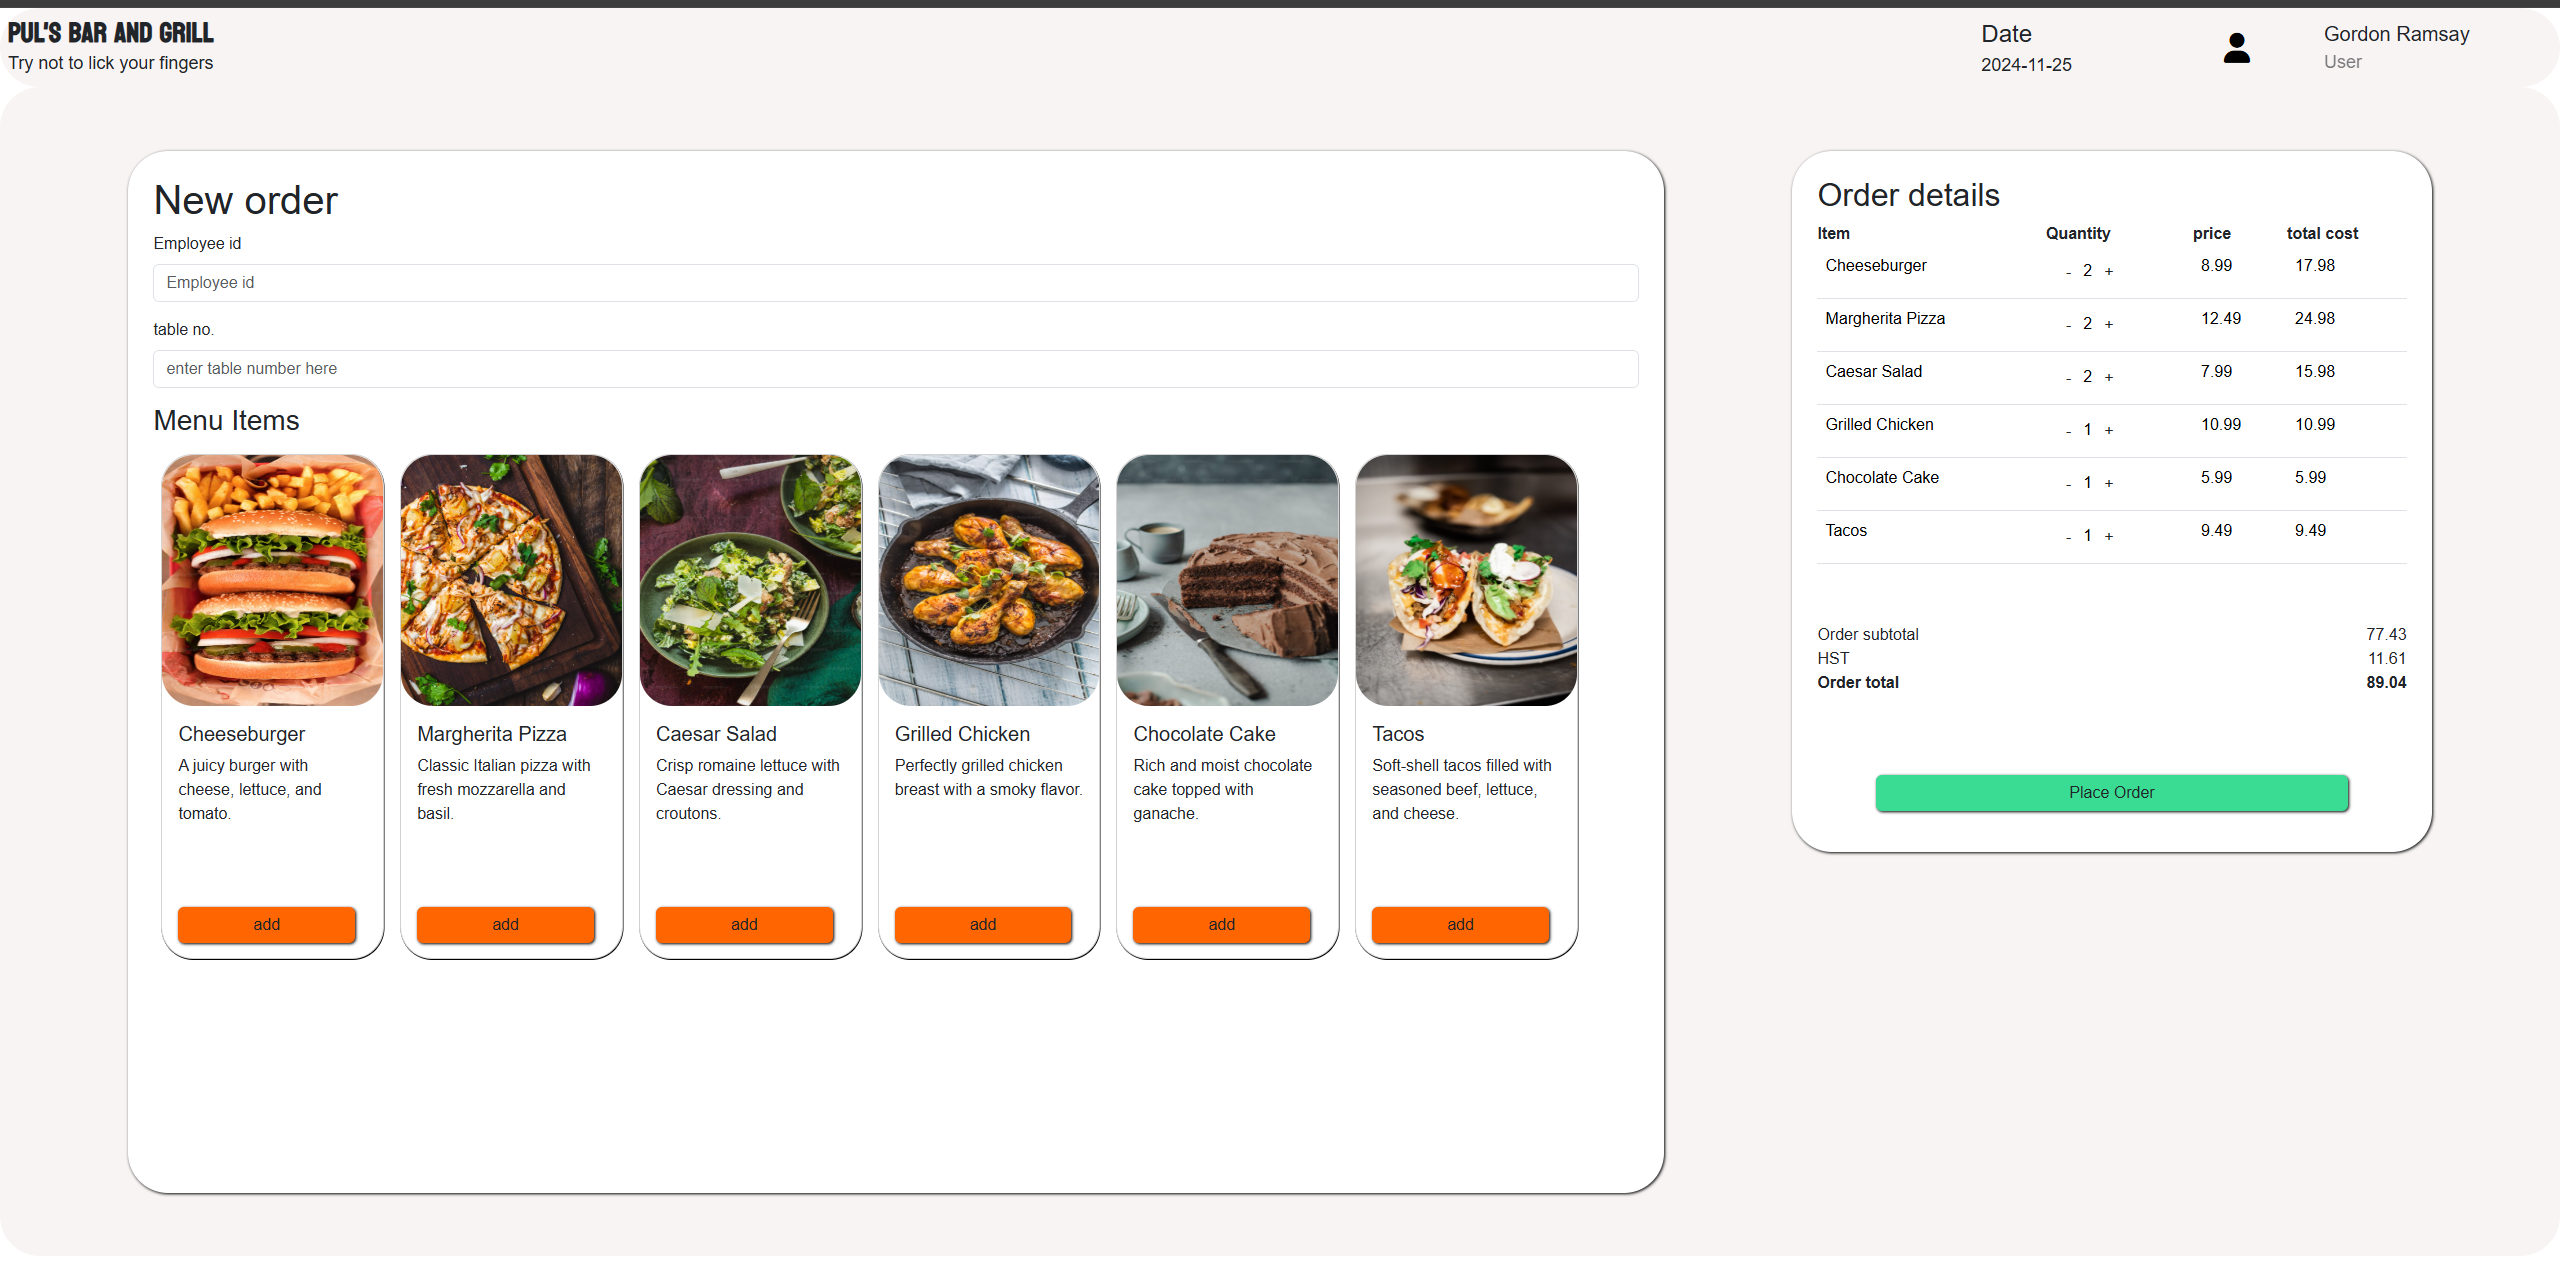 PUL'S BAR AND GRILL
Try not to lick your fingers
Date
2024-11-25
Gordon Ramsay
User
New order
Employee id
Employee id
table no.
enter table number here
Menu Items
Cheeseburger
A juicy burger with
cheese, lettuce, and
tomato.
add
Margherita Pizza
Classic Italian pizza with
fresh mozzarella and
basil.
add
Caesar Salad
Crisp romaine lettuce with
Caesar dressing and
croutons.
add
Grilled Chicken
Perfectly grilled chicken
breast with a smoky flavor.
add
Chocolate Cake
Rich and moist chocolate
cake topped with
ganache.
add
Tacos
Soft-shell tacos filled with
seasoned beef, lettuce,
and cheese.
add
Order details
Item Quantity price total cost
Cheeseburger - 2 + 8.99 17.98
Margherita Pizza - 2 + 12.49 24.98
Caesar Salad - 2 + 7.99 15.98
Grilled Chicken - 1 + 10.99 10.99
Chocolate Cake - 1 + 5.99 5.99
Tacos - 1 + 9.49 9.49
Order subtotal 77.43
HST 11.61
Order total 89.04
Place Order